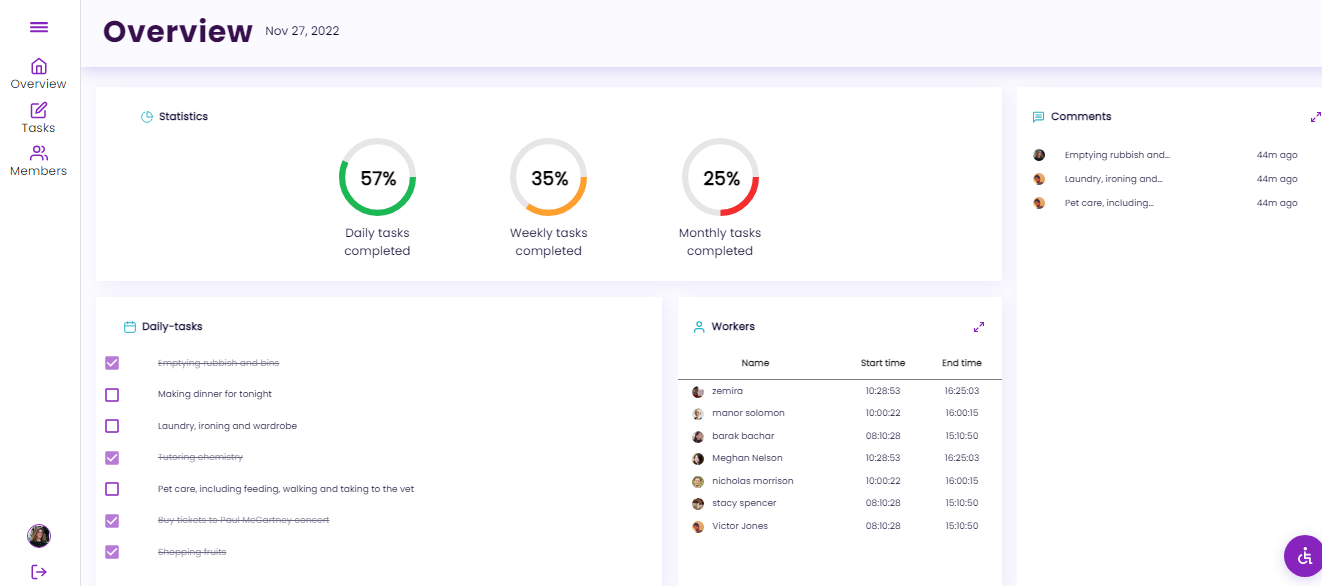 Overview Nov 27, 2022
Overview
Tasks
Members
Statistics
57%
Daily tasks
completed
35%
Weekly tasks
completed
25%
Monthly tasks
completed
Comments
Emptying rubbish and... 44m ago
Laundry, ironing and... 44m ago
Pet care, including... 44m ago
Daily-tasks
Emptying rubbish and bins
Making dinner for tonight
Laundry, ironing and wardrobe
Tutoring chemistry
Pet care, including feeding, walking and taking to the vet
Buy tickets to Paul McCartney concert
Shopping fruits
Workers
Name Start time End time
zemira 10:28:53 16:25:03
manor solomon 10:00:22 16:00:15
barak bachar 08:10:28 15:10:50
Meghan Nelson 10:28:53 16:25:03
nicholas morrison 10:00:22 16:00:15
stacy spencer 08:10:28 15:10:50
Victor Jones 08:10:28 15:10:50